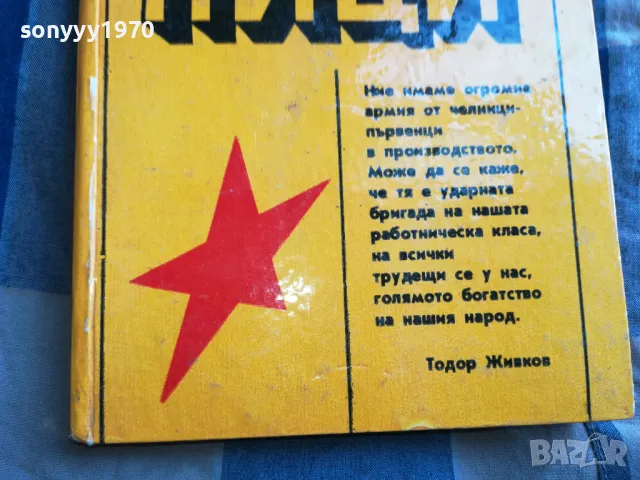 sonyyy1970
Ние имаме огромна
армия от челници-
първенци
в производството.
Може да се каже,
че тя е ударната
бригада на нашата
работническа класа,
на всички
трудещи се у нас,
голямото богатство
на нашия народ.
Тодор Живков
BAZAR